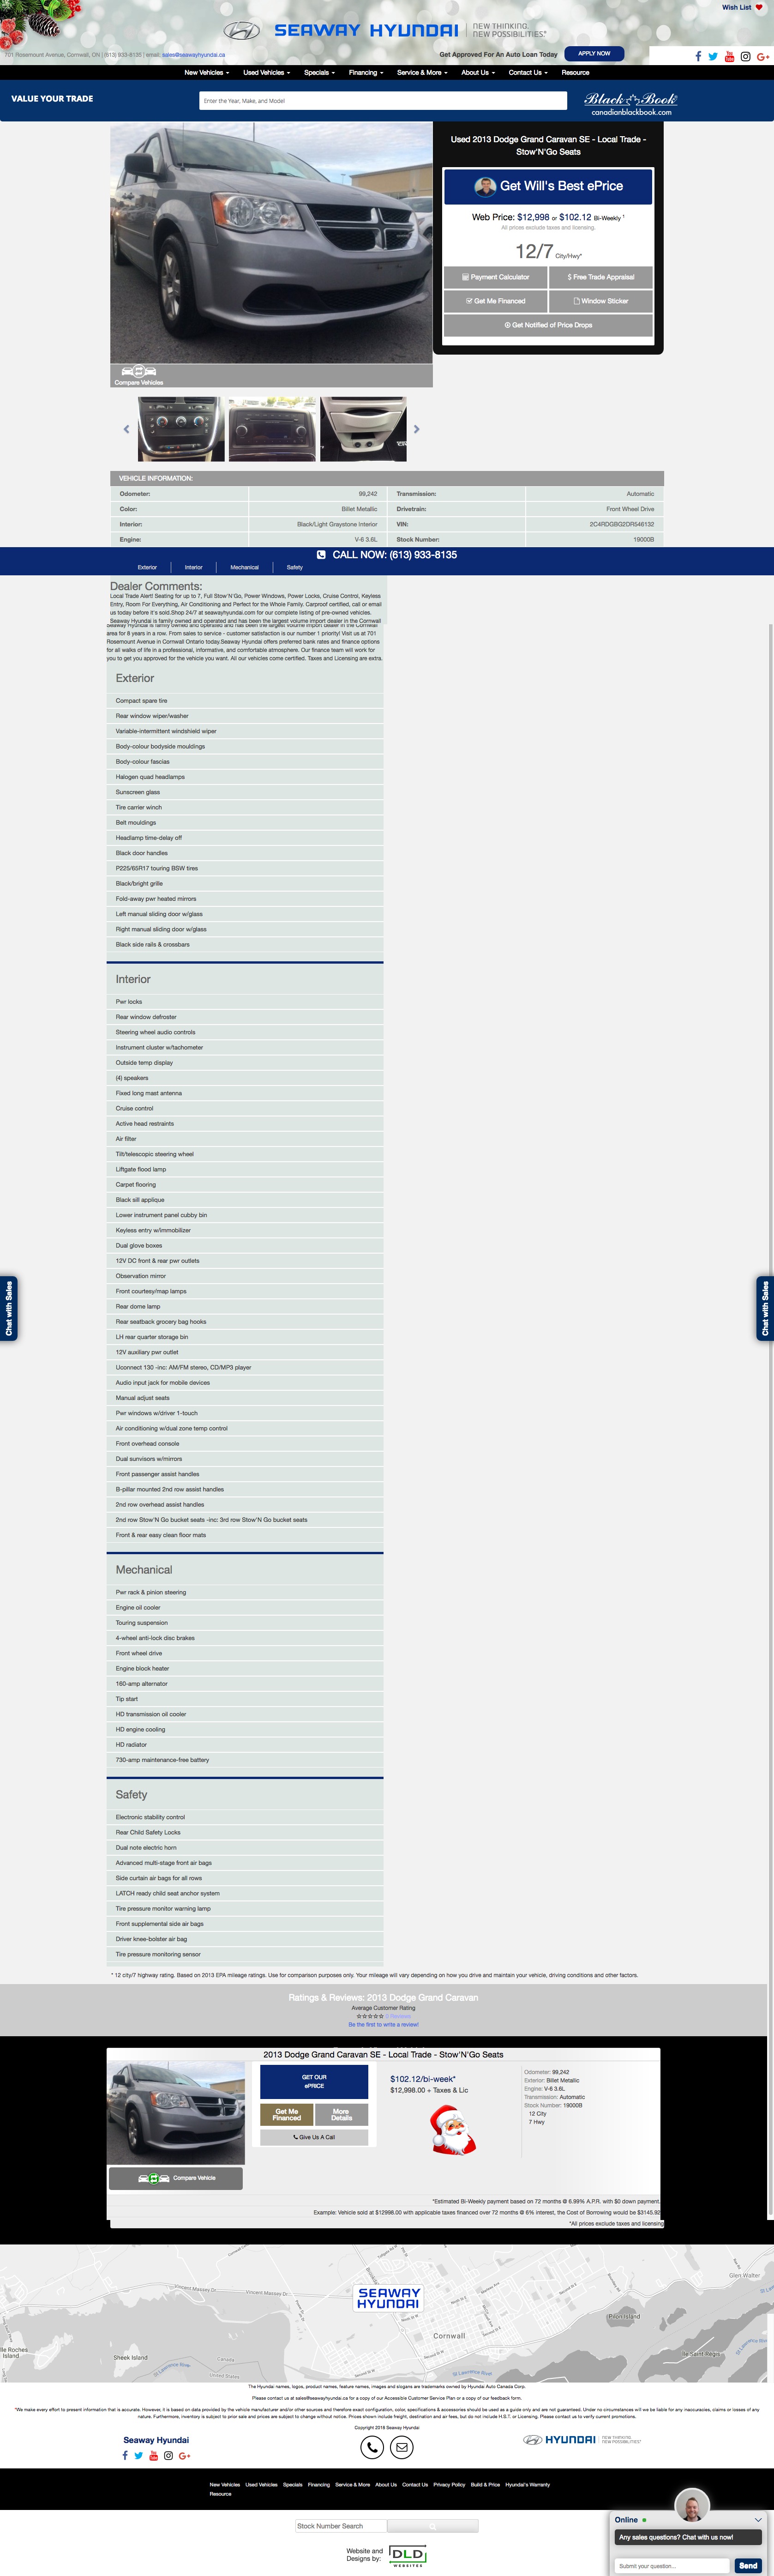 Wish List
SEAWAY HYUNDAI
NEW THINKING.
NEW POSSIBILITIES.
701 Rosemount Avenue, Cornwall, ON | (613) 933-8135 | email: sales@seawayhyundai.ca
Get Approved For An Auto Loan Today
APPLY NOW
New Vehicles Used Vehicles Specials Financing Service & More About Us Contact Us Resource
VALUE YOUR TRADE
Enter the Year, Make, and Model!
Black Book
canadianblackbook.com
Used 2013 Dodge Grand Caravan SE - Local Trade -
Stow'N'Go Seats
Get Will's Best ePrice
Web Price: $12,998 or $102.12 Bi-Weekly 1
All prices exclude taxes and licensing.
12/7 City/Hwy*
Payment Calculator
$ Free Trade Appraisal
Get Me Financed
Window Sticker
Get Notified of Price Drops
Compare Vehicles
VEHICLE INFORMATION:
Odometer: 99,242 Transmission: Automatic
Color: Billet Metallic Drivetrain: Front Wheel Drive
Interior: Black/Light Graystone Interior VIN: 2C4RDGBG2DR546132
Engine: V-6 3.6L Stock Number: 19000B
CALL NOW: (613) 933-8135
Exterior Interior Mechanical Safety
Dealer Comments:
Local Trade Alert! Seating for up to 7, Full Stow'N'Go, Power Windows, Power Locks, Cruise Control, Keyless
Entry, Room For Everything, Air Conditioning and Perfect for the Whole Family. Carproof certified, call or email
us today before it's sold.Shop 24/7 at seawayhyundai.com for our complete listing of pre-owned vehicles.
Seaway Hyundai is family owned and operated and has been the largest volume import dealer in the Cornwall
Seaway Hyundai is family owned and operated and has been the largest volume import dealer in the Cornwall
area for 8 years in a row. From sales to service - customer satisfaction is our number 1 priority! Visit us at 701
Rosemount Avenue in Cornwall Ontario today.Seaway Hyundai offers preferred bank rates and finance options
for all walks of life in a professional, informative, and comfortable atmosphere. Our finance team will work for
you to get you approved for the vehicle you want. All our vehicles come certified. Taxes and Licensing are extra.
Exterior
Compact spare tire
Rear window wiper/washer
Variable-intermittent windshield wiper
Body-colour bodyside mouldings
Body-colour fascias
Halogen quad headlamps
Sunscreen glass
Tire carrier winch
Belt mouldings
Headlamp time-delay off
Black door handles
P225/65R17 touring BSW tires
Black/bright grille
Fold-away pwr heated mirrors
Left manual sliding door w/glass
Right manual sliding door w/glass
Black side rails & crossbars
Interior
Pwr locks
Rear window defroster
Steering wheel audio controls
Instrument cluster w/tachometer
Outside temp display
(4) speakers
Fixed long mast antenna
Cruise control
Active head restraints
Air filter
Tilt/telescopic steering wheel
Liftgate flood lamp
Carpet flooring
Black sill applique
Lower instrument panel cubby bin
Keyless entry w/immobilizer
Dual glove boxes
12V DC front & rear pwr outlets
Observation mirror
Front courtesy/map lamps
Rear dome lamp
Rear seatback grocery bag hooks
LH rear quarter storage bin
12V auxiliary pwr outlet
Uconnect 130 -inc: AM/FM stereo, CD/MP3 player
Audio input jack for mobile devices
Manual adjust seats
Pwr windows w/driver 1-touch
Air conditioning w/dual zone temp control
Front overhead console
Dual sunvisors w/mirrors
Front passenger assist handles
B-pillar mounted 2nd row assist handles
2nd row overhead assist handles
2nd row Stow'N Go bucket seats -inc: 3rd row Stow'N Go bucket seats
Front & rear easy clean floor mats
Chat with Sales
Chat with Sales
Mechanical
Pwr rack & pinion steering
Engine oil cooler
Touring suspension
4-wheel anti-lock disc brakes
Front wheel drive
Engine block heater
160-amp alternator
Tip start
HD transmission oil cooler
HD engine cooling
HD radiator
730-amp maintenance-free battery
Safety
Electronic stability control
Rear Child Safety Locks
Dual note electric horn
Advanced multi-stage front air bags
Side curtain air bags for all rows
LATCH ready child seat anchor system
Tire pressure monitor warning lamp
Front supplemental side air bags
Driver knee-bolster air bag
Tire pressure monitoring sensor
* 12 city/7 highway rating. Based on 2013 EPA mileage ratings. Use for comparison purposes only. Your mileage will vary depending on how you drive and maintain your vehicle, driving conditions and other factors.
Ratings & Reviews: 2013 Dodge Grand Caravan
Average Customer Rating
0 Reviews
Be the first to write a review!
2013 Dodge Grand Caravan SE - Local Trade - Stow'N'Go Seats
GET OUR
ePRICE
Get Me
Financed
More
Details
Give Us A Call
Compare Vehicle
$102.12/bi-week*
$12,998.00 + Taxes & Lic
Odometer: 99,242
Exterior: Billet Metallic
Engine: V-6 3.6L
Transmission: Automatic
Stock Number: 19000B
12 City
7 Hwy
*Estimated Bi-Weekly payment based on 72 months @ 6.99% A.P.R. with $0 down payment.
Example: Vehicle sold at $12998.00 with applicable taxes financed over 72 months @ 6% interest, the Cost of Borrowing would be $3145.92
*All prices exclude taxes and licensing
SEAWAY
HYUNDAI
Cornwall
Glen Walter
Pilon Island
Ile Saint-Régis
Sheek Island
lle Roches
Island
Vincent Massey Dr
Vincent Massey Dr
Canada
United States
St Lawrence River
St Lawrence River
The Hyundai names, logos, product names, feature names, images and slogans are trademarks owned by Hyundai Auto Canada Corp.
Please contact us at sales@seawayhyundai.ca for a copy of our Accessible Customer Service Plan or a copy of our feedback form.
*We make every effort to present information that is accurate. However, it is based on data provided by the vehicle manufacturer and/or other sources and therefore exact configuration, color, specifications & accessories should be used as a guide only and are not guaranteed. Under no circumstances will we be liable for any inaccuracies, claims or losses of any
nature. Furthermore, inventory is subject to prior sale and prices are subject to change without notice. Prices shown include freight, destination and air fees, but do not include H.S.T. or Licensing. Please contact us to verify current promotions.
Copyright 2018 Seaway Hyundai
Seaway Hyundai
HYUNDAI
NEW THINKING.
NEW POSSIBILITIES.
New Vehicles Used Vehicles Specials Financing Service & More About Us Contact Us Privacy Policy Build & Price Hyundai's Warranty
Resource
Stock Number Search
Website and
Designs by:
DLD
WEBSITES
Online
Any sales questions? Chat with us now!
Submit your question...
Send